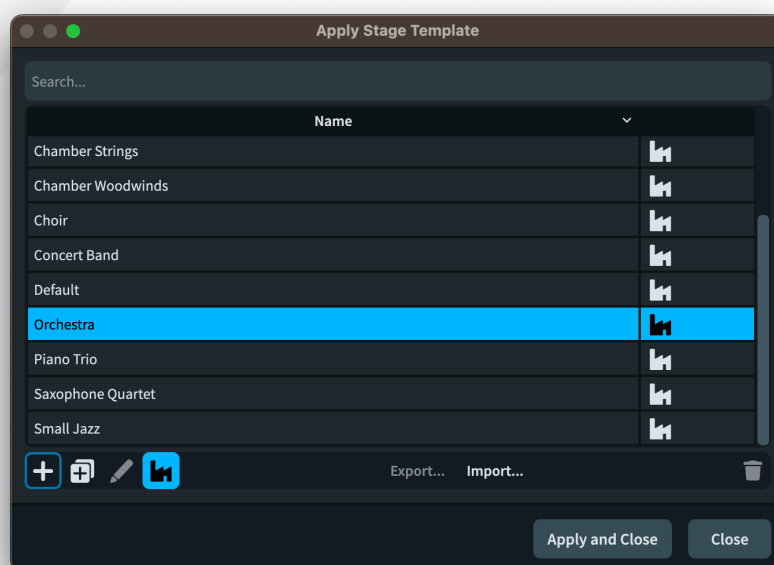 Apply Stage Template
Search...
Name
Chamber Strings
Chamber Woodwinds
Choir
Concert Band
Default
Orchestra
Piano Trio
Saxophone Quartet
Small Jazz
Export... Import...
Apply and Close Close